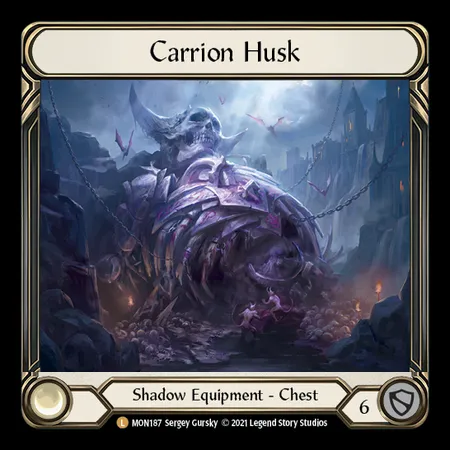 Carrion Husk
Shadow Equipment - Chest
6
L MON187 Sergey Gursky © 2021 Legend Story Studios